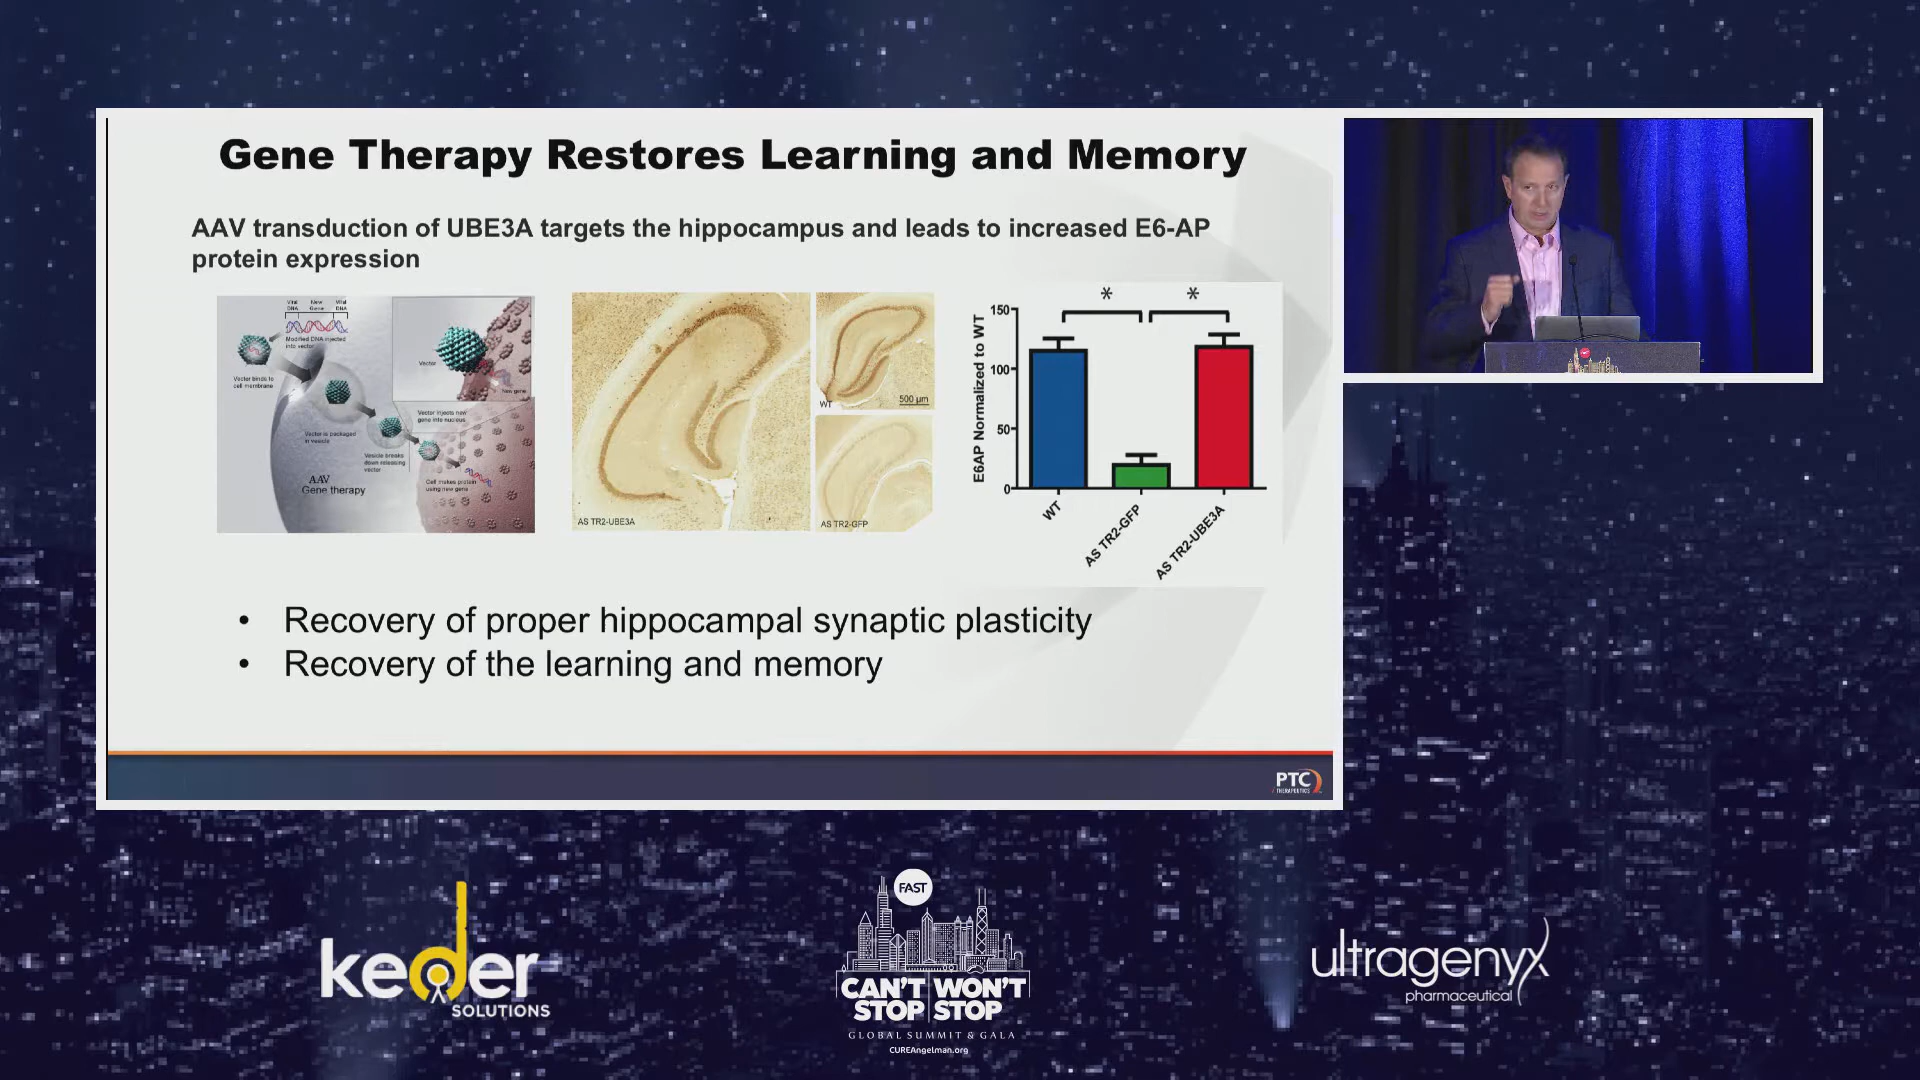 Gene Therapy Restores Learning and Memory
AAV transduction of UBE3A targets the hippocampus and leads to increased E6-AP
protein expression
Viral DNA
New Gene
Viral DNA
Modified DNA injected
into vector
Vector binds to
cell membrane
Vector
New gene
Vector is packaged
in vesicle
Vector injects new
gene into nucleus
Vesicle breaks
down releasing
vector
Cell makes protein
using new gene
AAV
Gene therapy
AS TR2-UBE3A
WT
500 µm
AS TR2-GFP
* *
E6AP Normalized to WT
150
100
50
0
WT
AS TR2-GFP
AS TR2-UBE3A
• Recovery of proper hippocampal synaptic plasticity
• Recovery of the learning and memory
PTC
THERAPEUTICS
keder
SOLUTIONS
FAST
CAN'T WON'T
STOP STOP
GLOBAL SUMMIT & GALA
CUREAngelman.org
ultragenyx
pharmaceutical